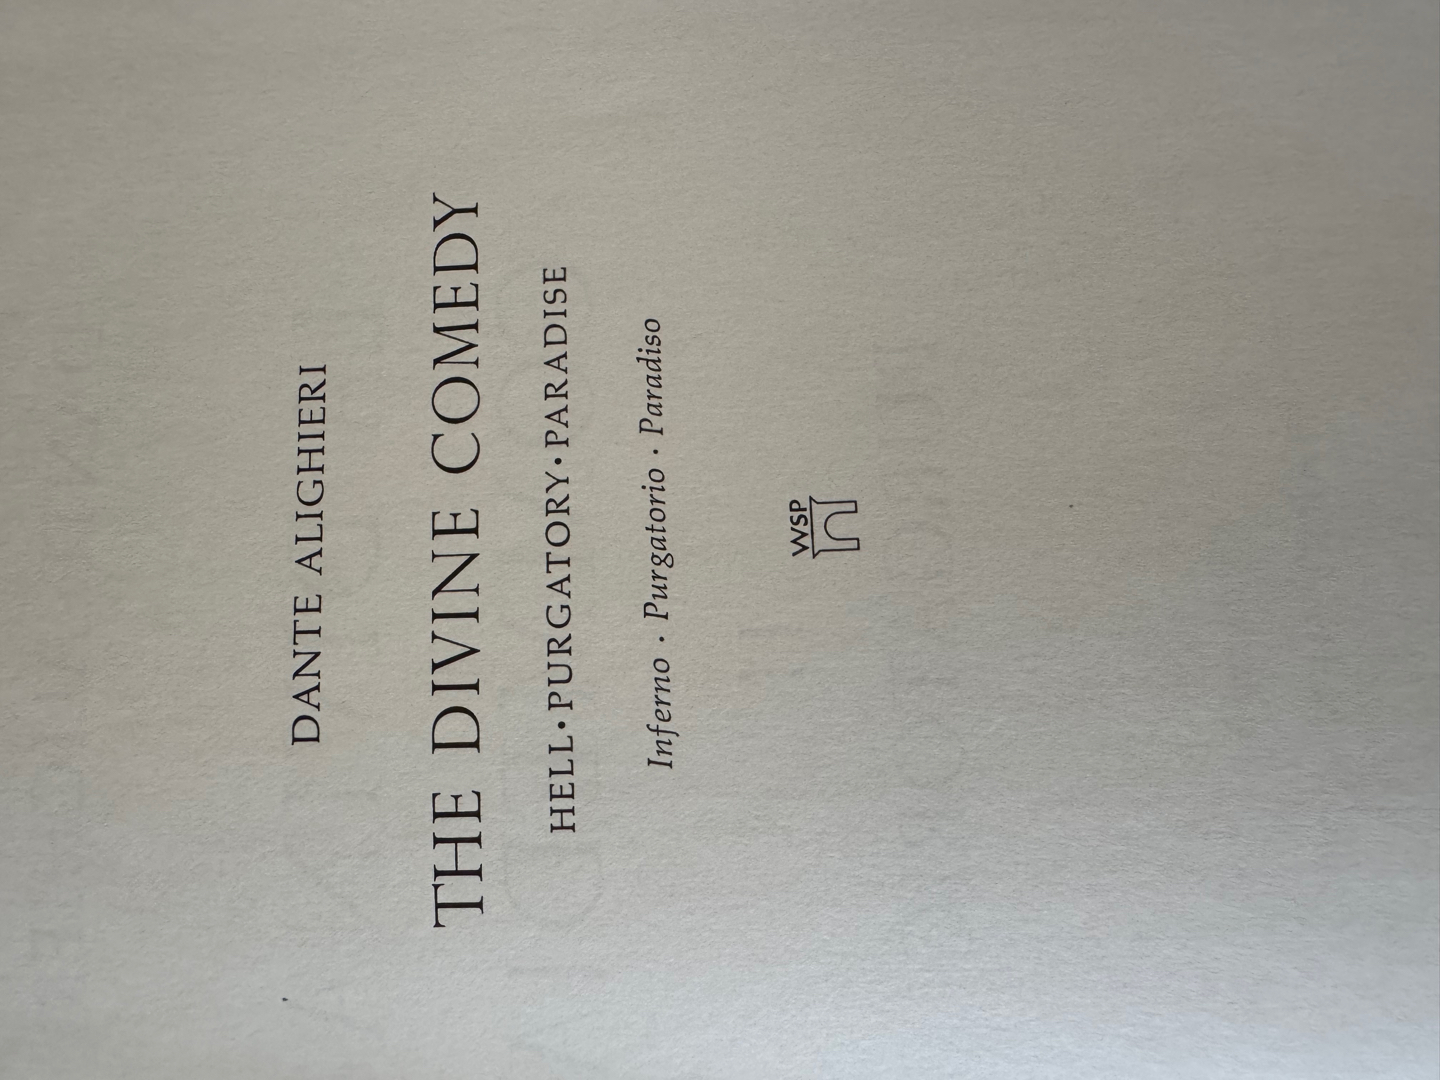 DANTE ALIGHIERI
THE DIVINE COMEDY
HELL·PURGATORY·PARADISE
Inferno · Purgatorio · Paradiso
WSP